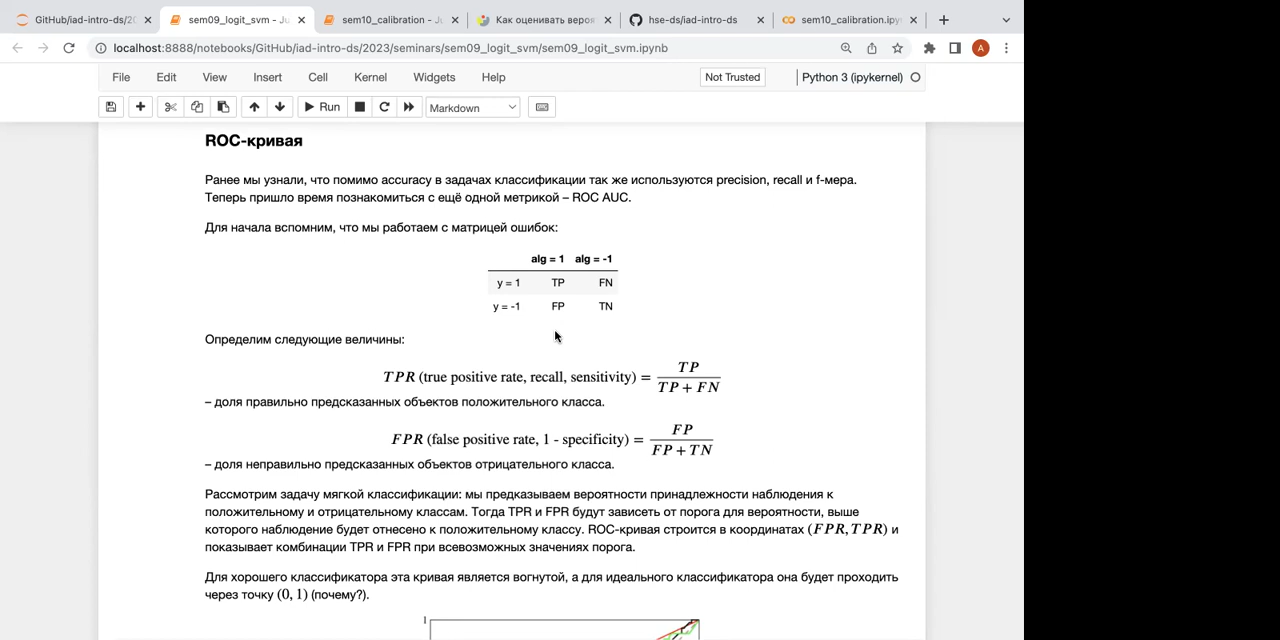 GitHub/iad-intro-ds/20 sem09_logit_svm - Ju sem10_calibration - Ju Как оценивать вероя hse-ds/iad-intro-ds sem10_calibration.ipy
localhost:8888/notebooks/GitHub/iad-intro-ds/2023/seminars/sem09_logit_svm/sem09_logit_svm.ipynb A
File Edit View Insert Cell Kernel Widgets Help Not Trusted Python 3 (ipykernel)
Run Markdown
ROC-кривая
Ранее мы узнали, что помимо accuracy в задачах классификации так же используются precision, recall и f-мера.
Теперь пришло время познакомиться с ещё одной метрикой – ROC AUC.
Для начала вспомним, что мы работаем с матрицей ошибок:
alg = 1 alg = -1
y = 1 TP FN
y = -1 FP TN
Определим следующие величины:
TPR (true positive rate, recall, sensitivity) = TP / (TP + FN)
– доля правильно предсказанных объектов положительного класса.
FPR (false positive rate, 1 - specificity) = FP / (FP + TN)
– доля неправильно предсказанных объектов отрицательного класса.
Рассмотрим задачу мягкой классификации: мы предказываем вероятности принадлежности наблюдения к
положительному и отрицательному классам. Тогда TPR и FPR будут зависеть от порога для вероятности, выше
которого наблюдение будет отнесено к положительному классу. ROC-кривая строится в координатах (FPR, TPR) и
показывает комбинации TPR и FPR при всевозможных значениях порога.
Для хорошего классификатора эта кривая является вогнутой, а для идеального классификатора она будет проходить
через точку (0, 1) (почему?).
1